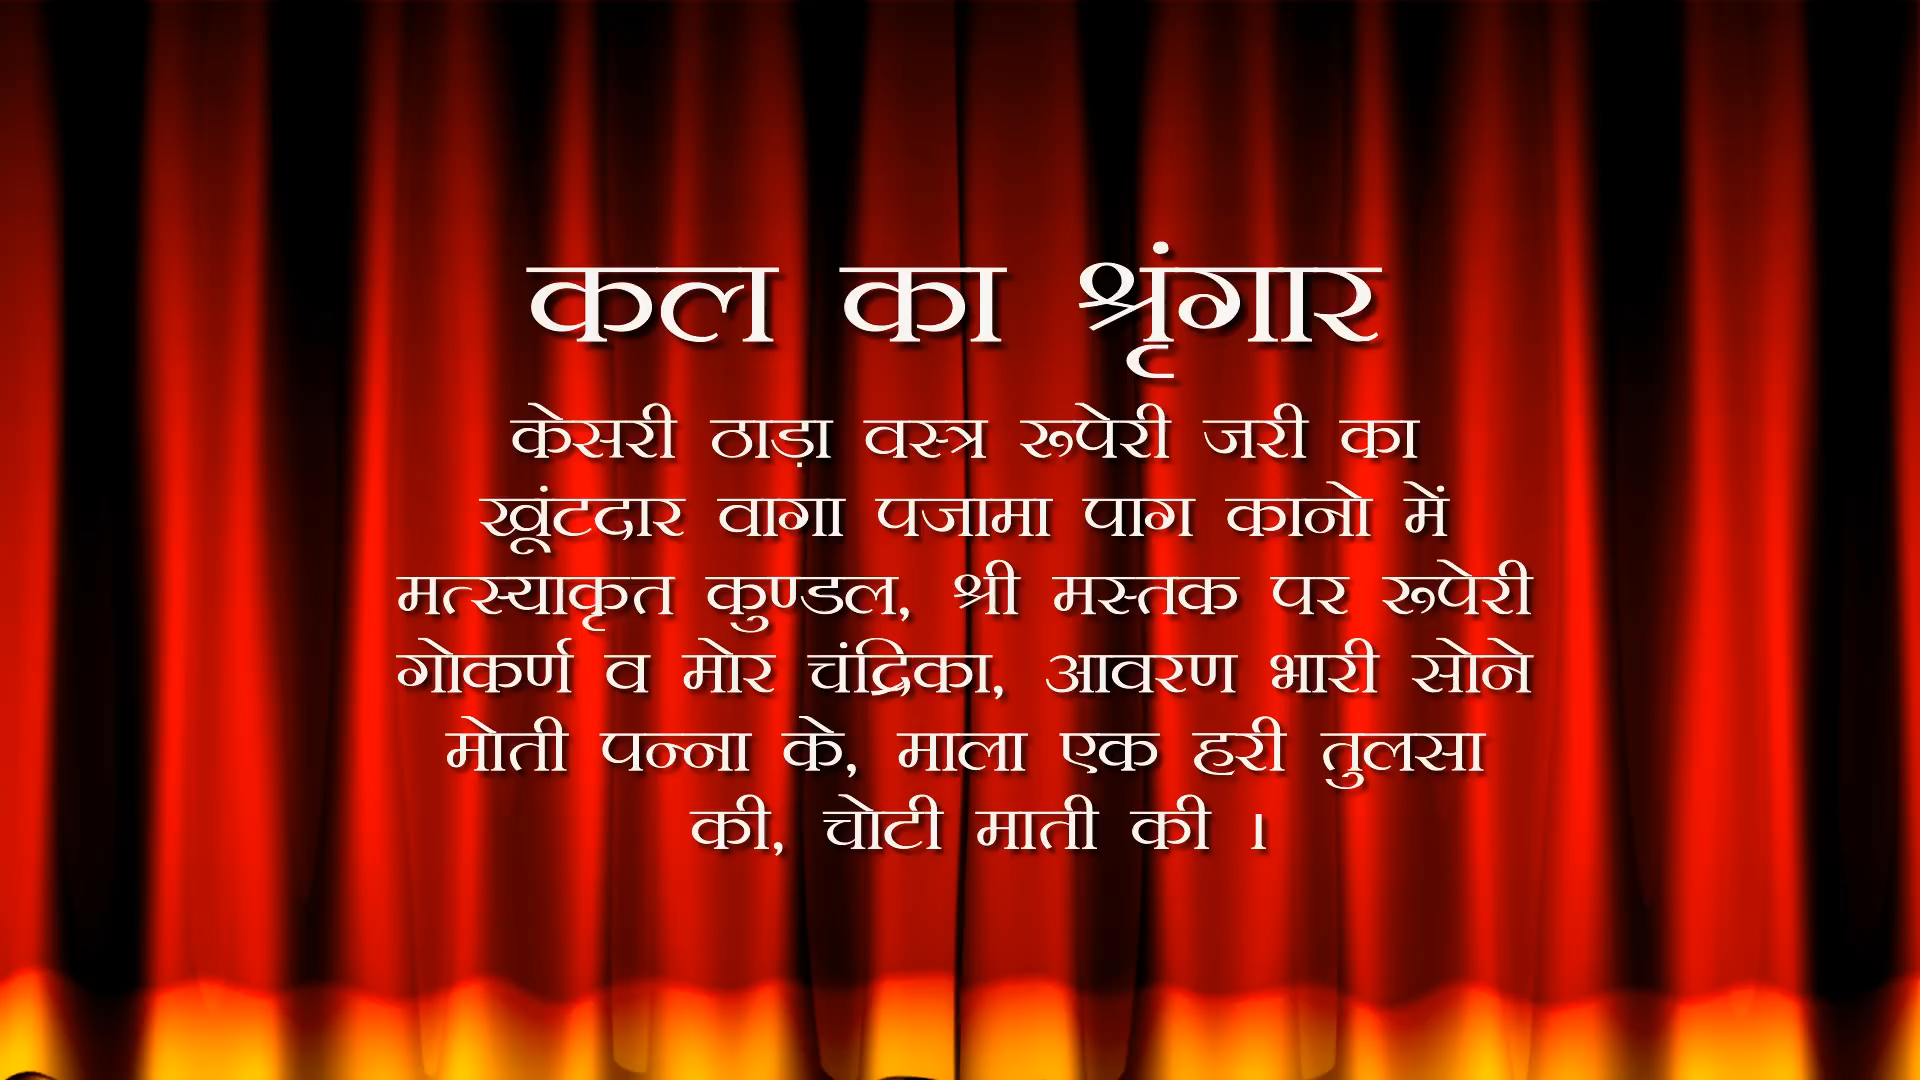 कल का श्रृंगार
केसरी ठाड़ा वस्त्र रूपेरी जरी का
खूंटदार वागा पजामा पाग कानो में
मत्स्याकृत कुण्डल, श्री मस्तक पर रूपेरी
गोकर्ण व मोर चंद्रिका, आवरण भारी सोने
मोती पन्ना के, माला एक हरी तुलसा
की, चोटी माती की ।